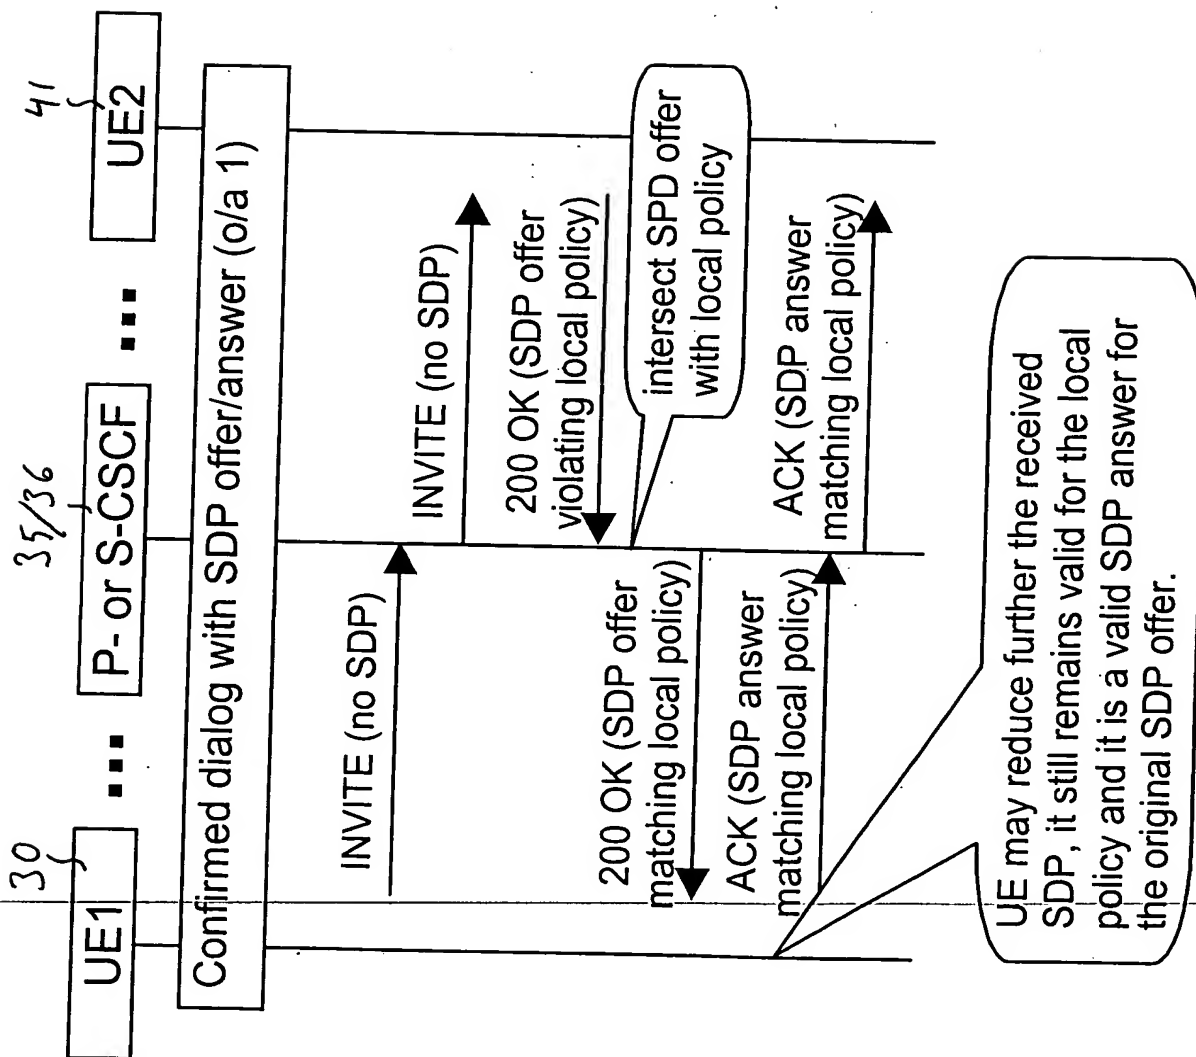 30
35/36
41
UE1
P- or S-CSCF
UE2
Confirmed dialog with SDP offer/answer (o/a 1)
INVITE (no SDP)
INVITE (no SDP)
200 OK (SDP offer
violating local policy)
intersect SPD offer
with local policy
200 OK (SDP offer
matching local policy)
ACK (SDP answer
matching local policy)
ACK (SDP answer
matching local policy)
UE may reduce further the received
SDP, it still remains valid for the local
policy and it is a valid SDP answer for
the original SDP offer.